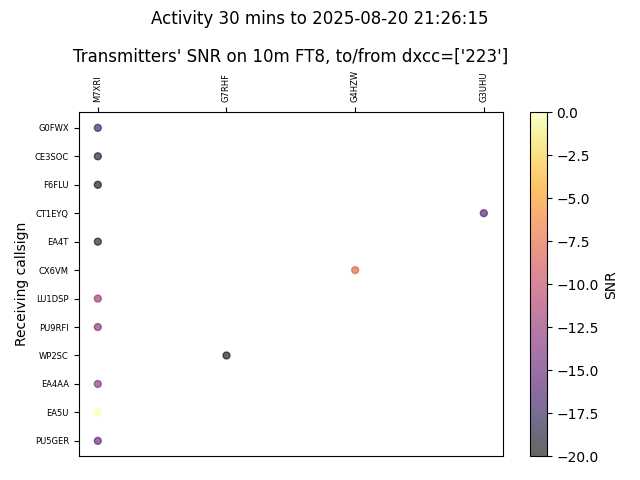 Activity 30 mins to 2025-08-20 21:26:15
Transmitters' SNR on 10m FT8, to/from dxcc=['223']
M7XRI
G7RHF
G4HZW
G3UHU
G0FWX
CE3SOC
F6FLU
CT1EYQ
EA4T
CX6VM
LU1DSP
PU9RFI
WP2SC
EA4AA
EA5U
PU5GER
Receiving callsign
0.0
−2.5
−5.0
−7.5
−10.0
−12.5
−15.0
−17.5
−20.0
SNR